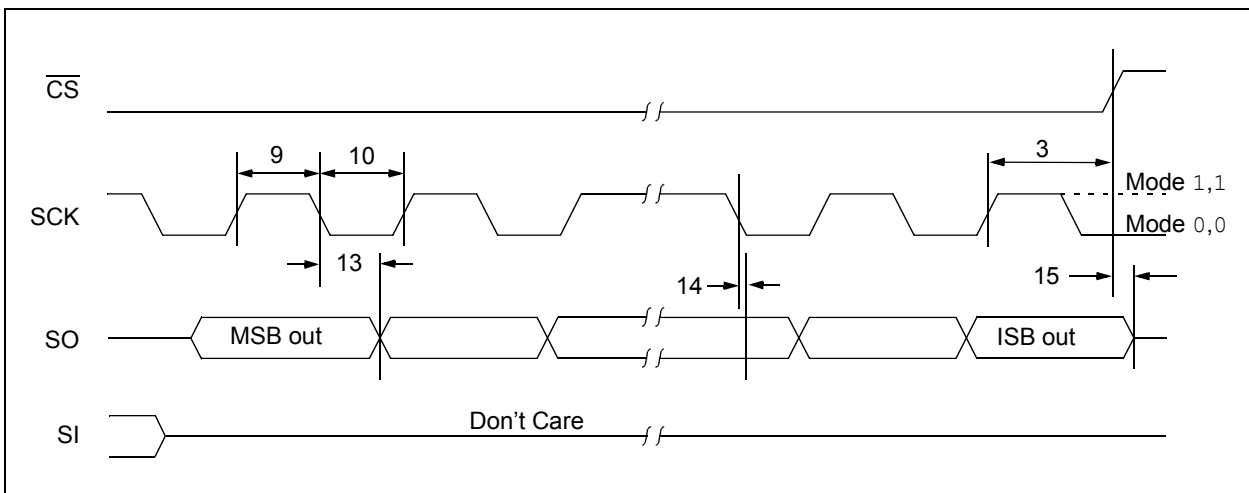 CS
9
10
3
SCK
Mode 1,1
Mode 0,0
13
14
15
SO
MSB out
ISB out
Don't Care
SI